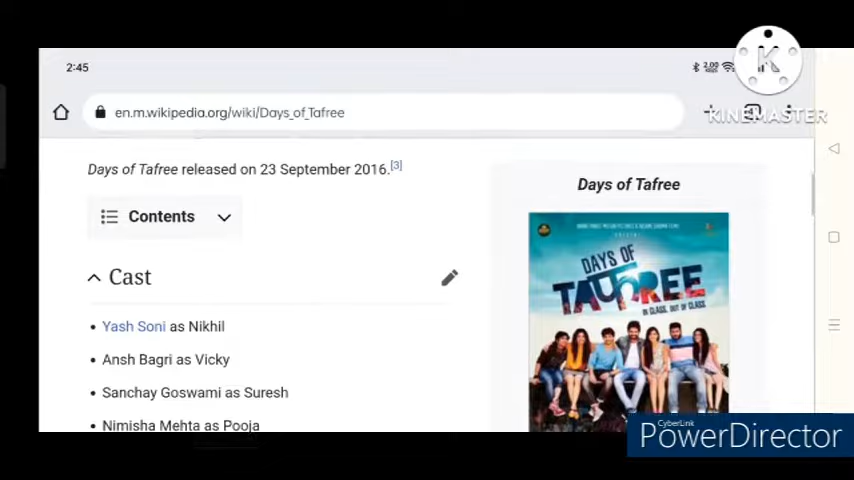 2:45
2.00
K
KINEMASTER
en.m.wikipedia.org/wiki/Days_of_Tafree
Days of Tafree released on 23 September 2016.[3]
Days of Tafree
Contents
DAYS OF
TAFREE
IN CLASS. OUT OF CLASS
Cast
Yash Soni as Nikhil
Ansh Bagri as Vicky
Sanchay Goswami as Suresh
Nimisha Mehta as Pooja
CyberLink
PowerDirector